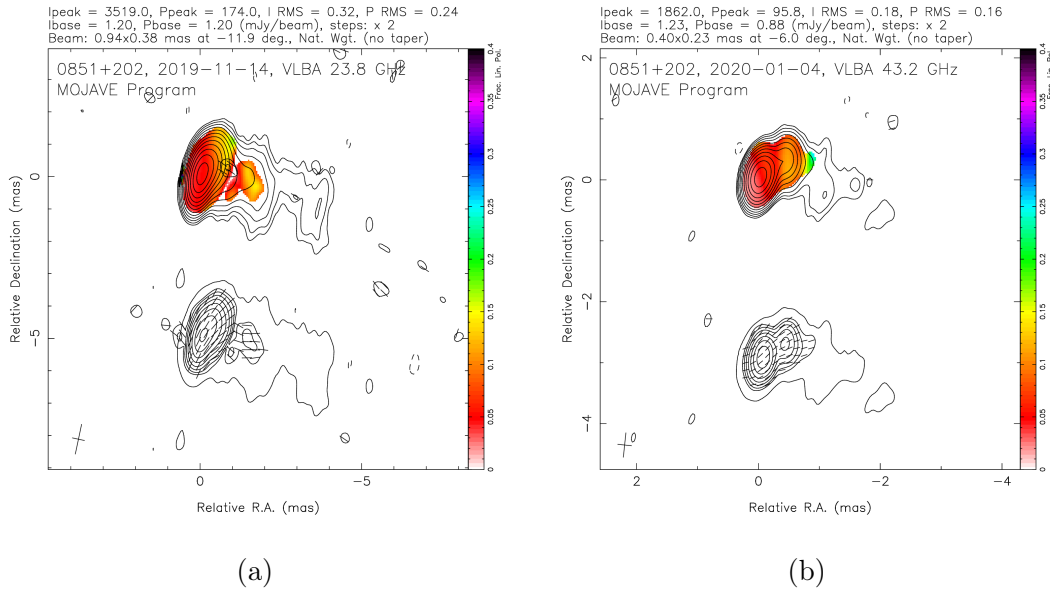 Ipeak = 3519.0, Ppeak = 174.0, I RMS = 0.32, P RMS = 0.24
Ibase = 1.20, Pbase = 1.20 (mJy/beam), steps: x 2
Beam: 0.94x0.38 mas at -11.9 deg., Nat. Wgt. (no taper)
0851+202, 2019-11-14, VLBA 23.8 GHz
MOJAVE Program
Relative Declination (mas)
0
-5
0
-5
Relative R.A. (mas)
Frac. Lin. Pol.
0.4
0.35
0.3
0.25
0.2
0.15
0.1
0.05
0
(a)
Ipeak = 1862.0, Ppeak = 95.8, I RMS = 0.18, P RMS = 0.16
Ibase = 1.23, Pbase = 0.88 (mJy/beam), steps: x 2
Beam: 0.40x0.23 mas at -6.0 deg., Nat. Wgt. (no taper)
0851+202, 2020-01-04, VLBA 43.2 GHz
MOJAVE Program
Relative Declination (mas)
2
0
-2
-4
2
0
-2
-4
Relative R.A. (mas)
Frac. Lin. Pol.
0.4
0.35
0.3
0.25
0.2
0.15
0.1
0.05
0
(b)